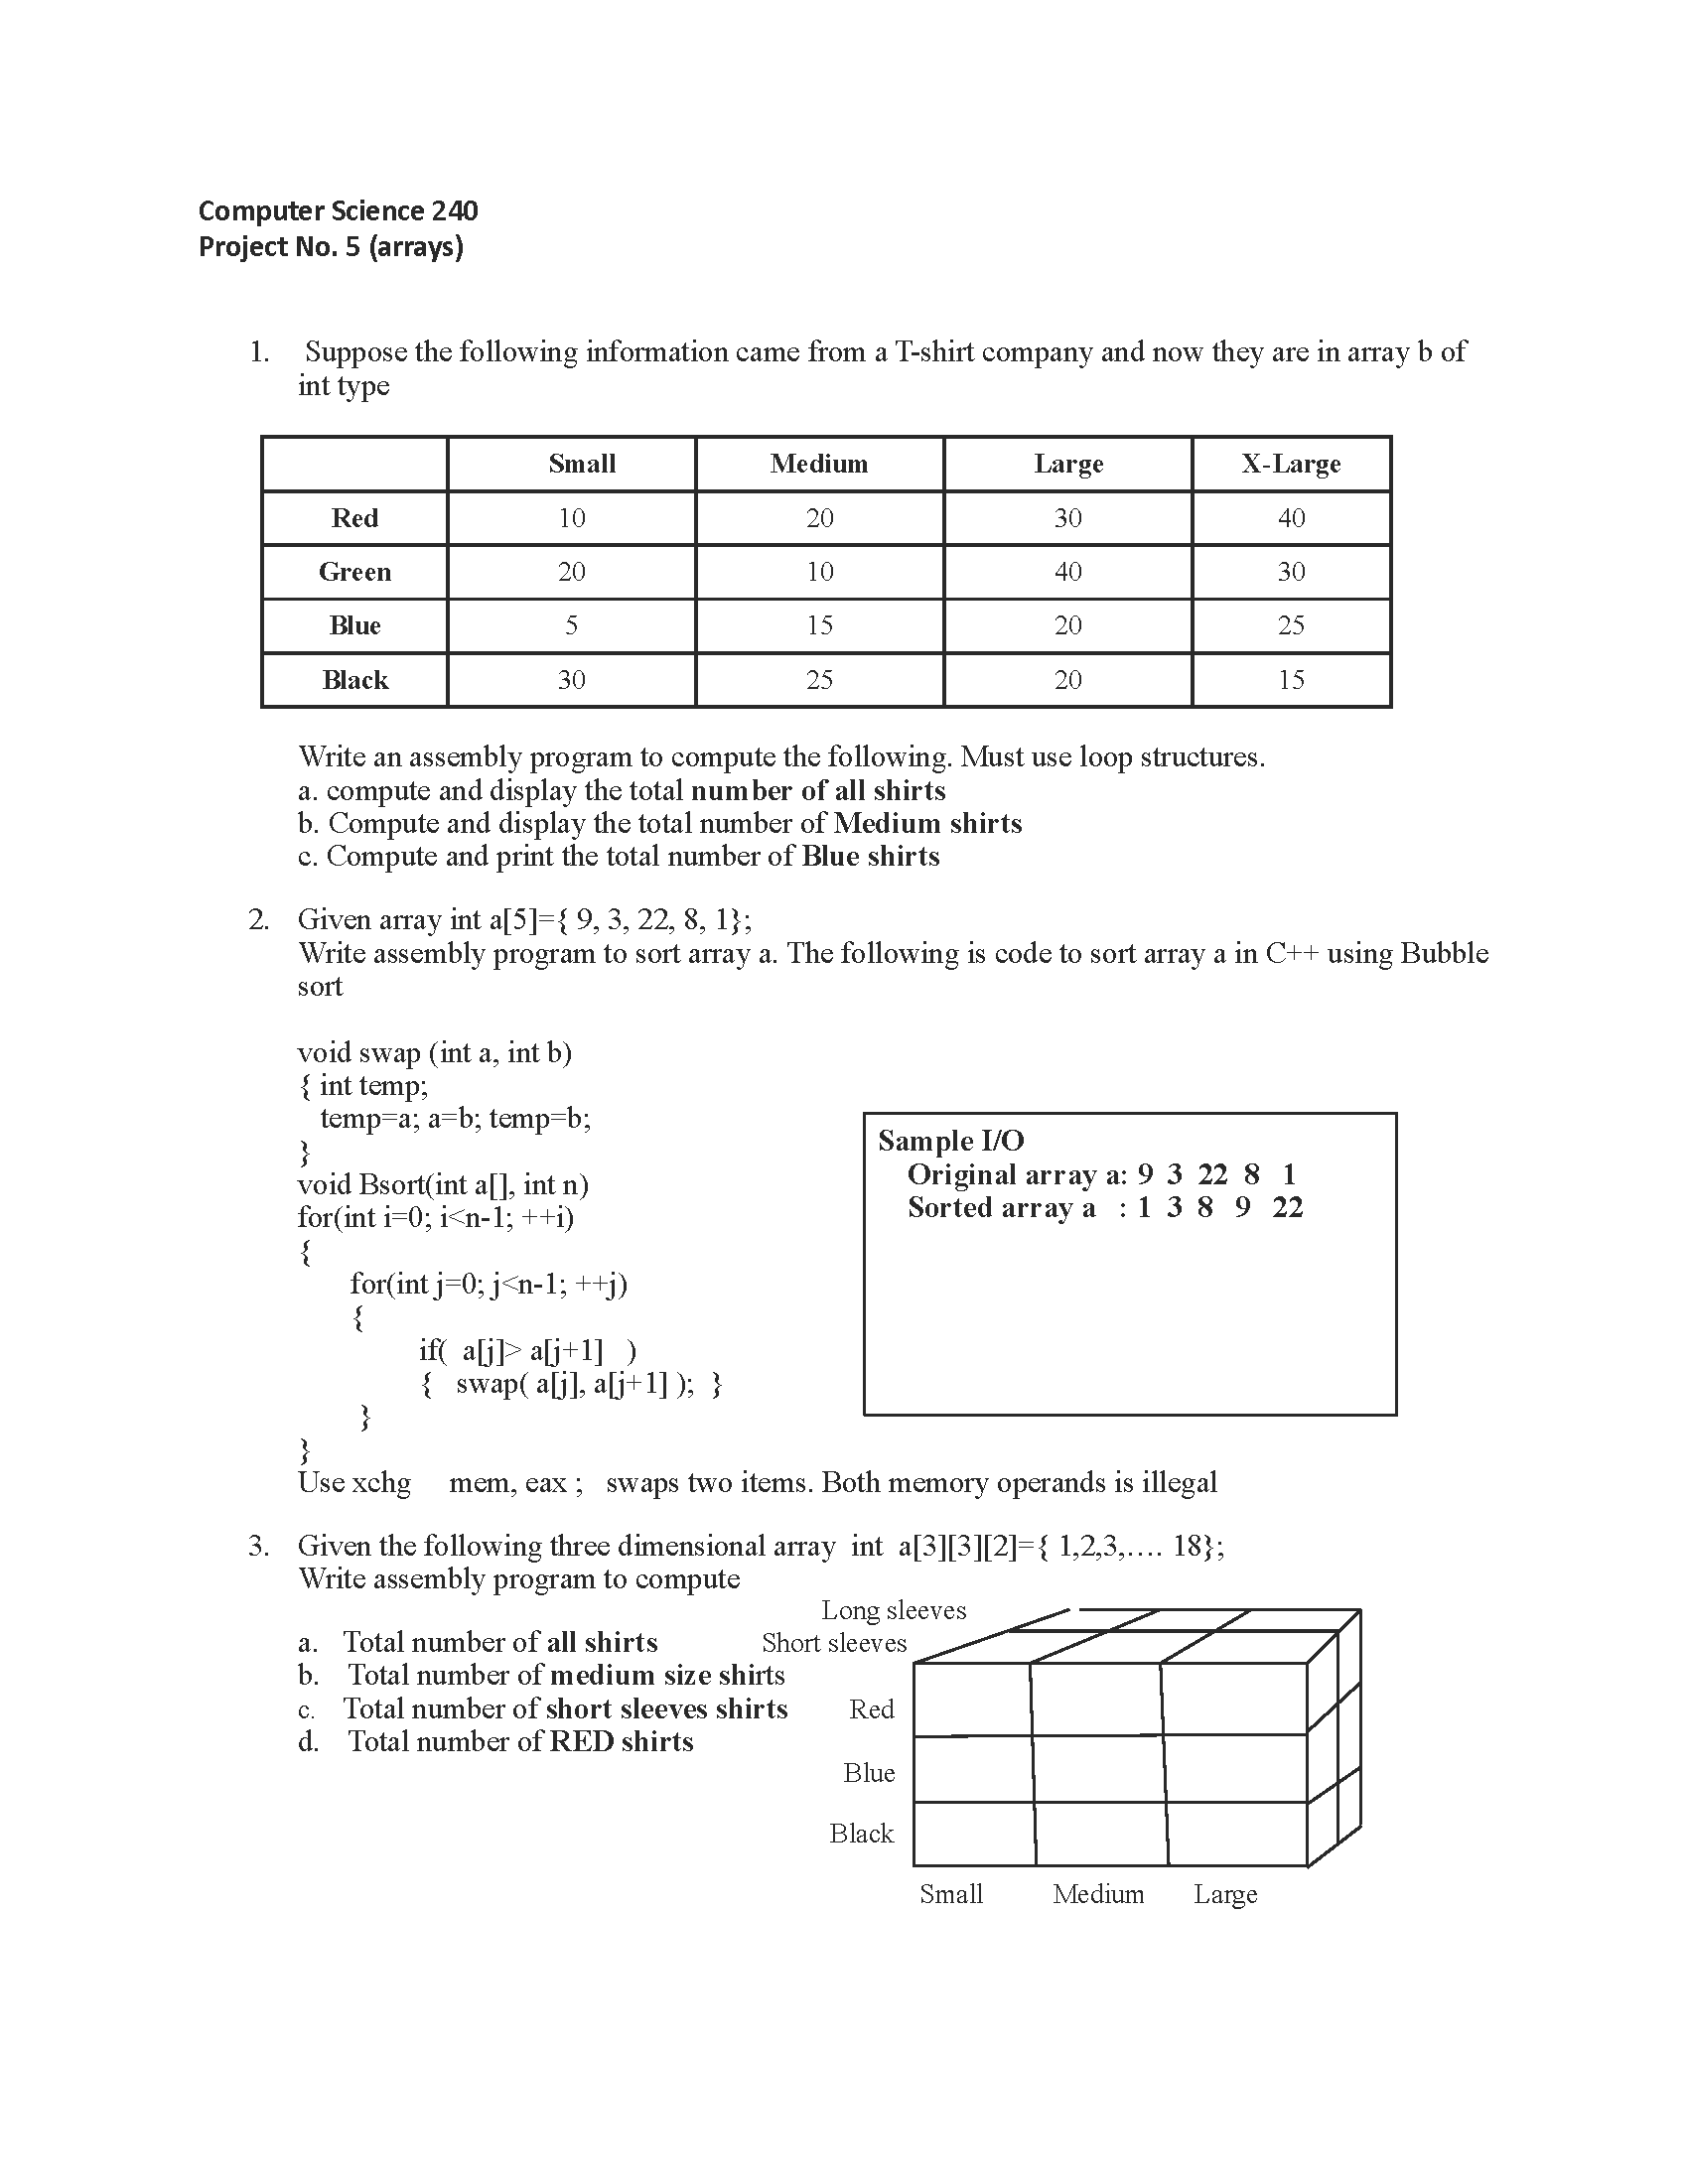 Computer Science 240
Project No. 5 (arrays)
1. Suppose the following information came from a T-shirt company and now they are in array b of
int type
Small Medium Large X-Large
Red 10 20 30 40
Green 20 10 40 30
Blue 5 15 20 25
Black 30 25 20 15
Write an assembly program to compute the following. Must use loop structures.
a. compute and display the total number of all shirts
b. Compute and display the total number of Medium shirts
c. Compute and print the total number of Blue shirts
2. Given array int a[5]={ 9, 3, 22, 8, 1};
Write assembly program to sort array a. The following is code to sort array a in C++ using Bubble
sort
void swap (int a, int b)
{ int temp;
temp=a; a=b; temp=b;
}
void Bsort(int a[], int n)
for(int i=0; i<n-1; ++i)
{
for(int j=0; j<n-1; ++j)
{
if( a[j]> a[j+1] )
{ swap( a[j], a[j+1] ); }
}
}
Sample I/O
Original array a: 9 3 22 8 1
Sorted array a : 1 3 8 9 22
Use xchg mem, eax ; swaps two items. Both memory operands is illegal
3. Given the following three dimensional array int a[3][3][2]={ 1,2,3,…. 18};
Write assembly program to compute
a. Total number of all shirts
b. Total number of medium size shirts
c. Total number of short sleeves shirts
d. Total number of RED shirts
Long sleeves
Short sleeves
Red
Blue
Black
Small Medium Large